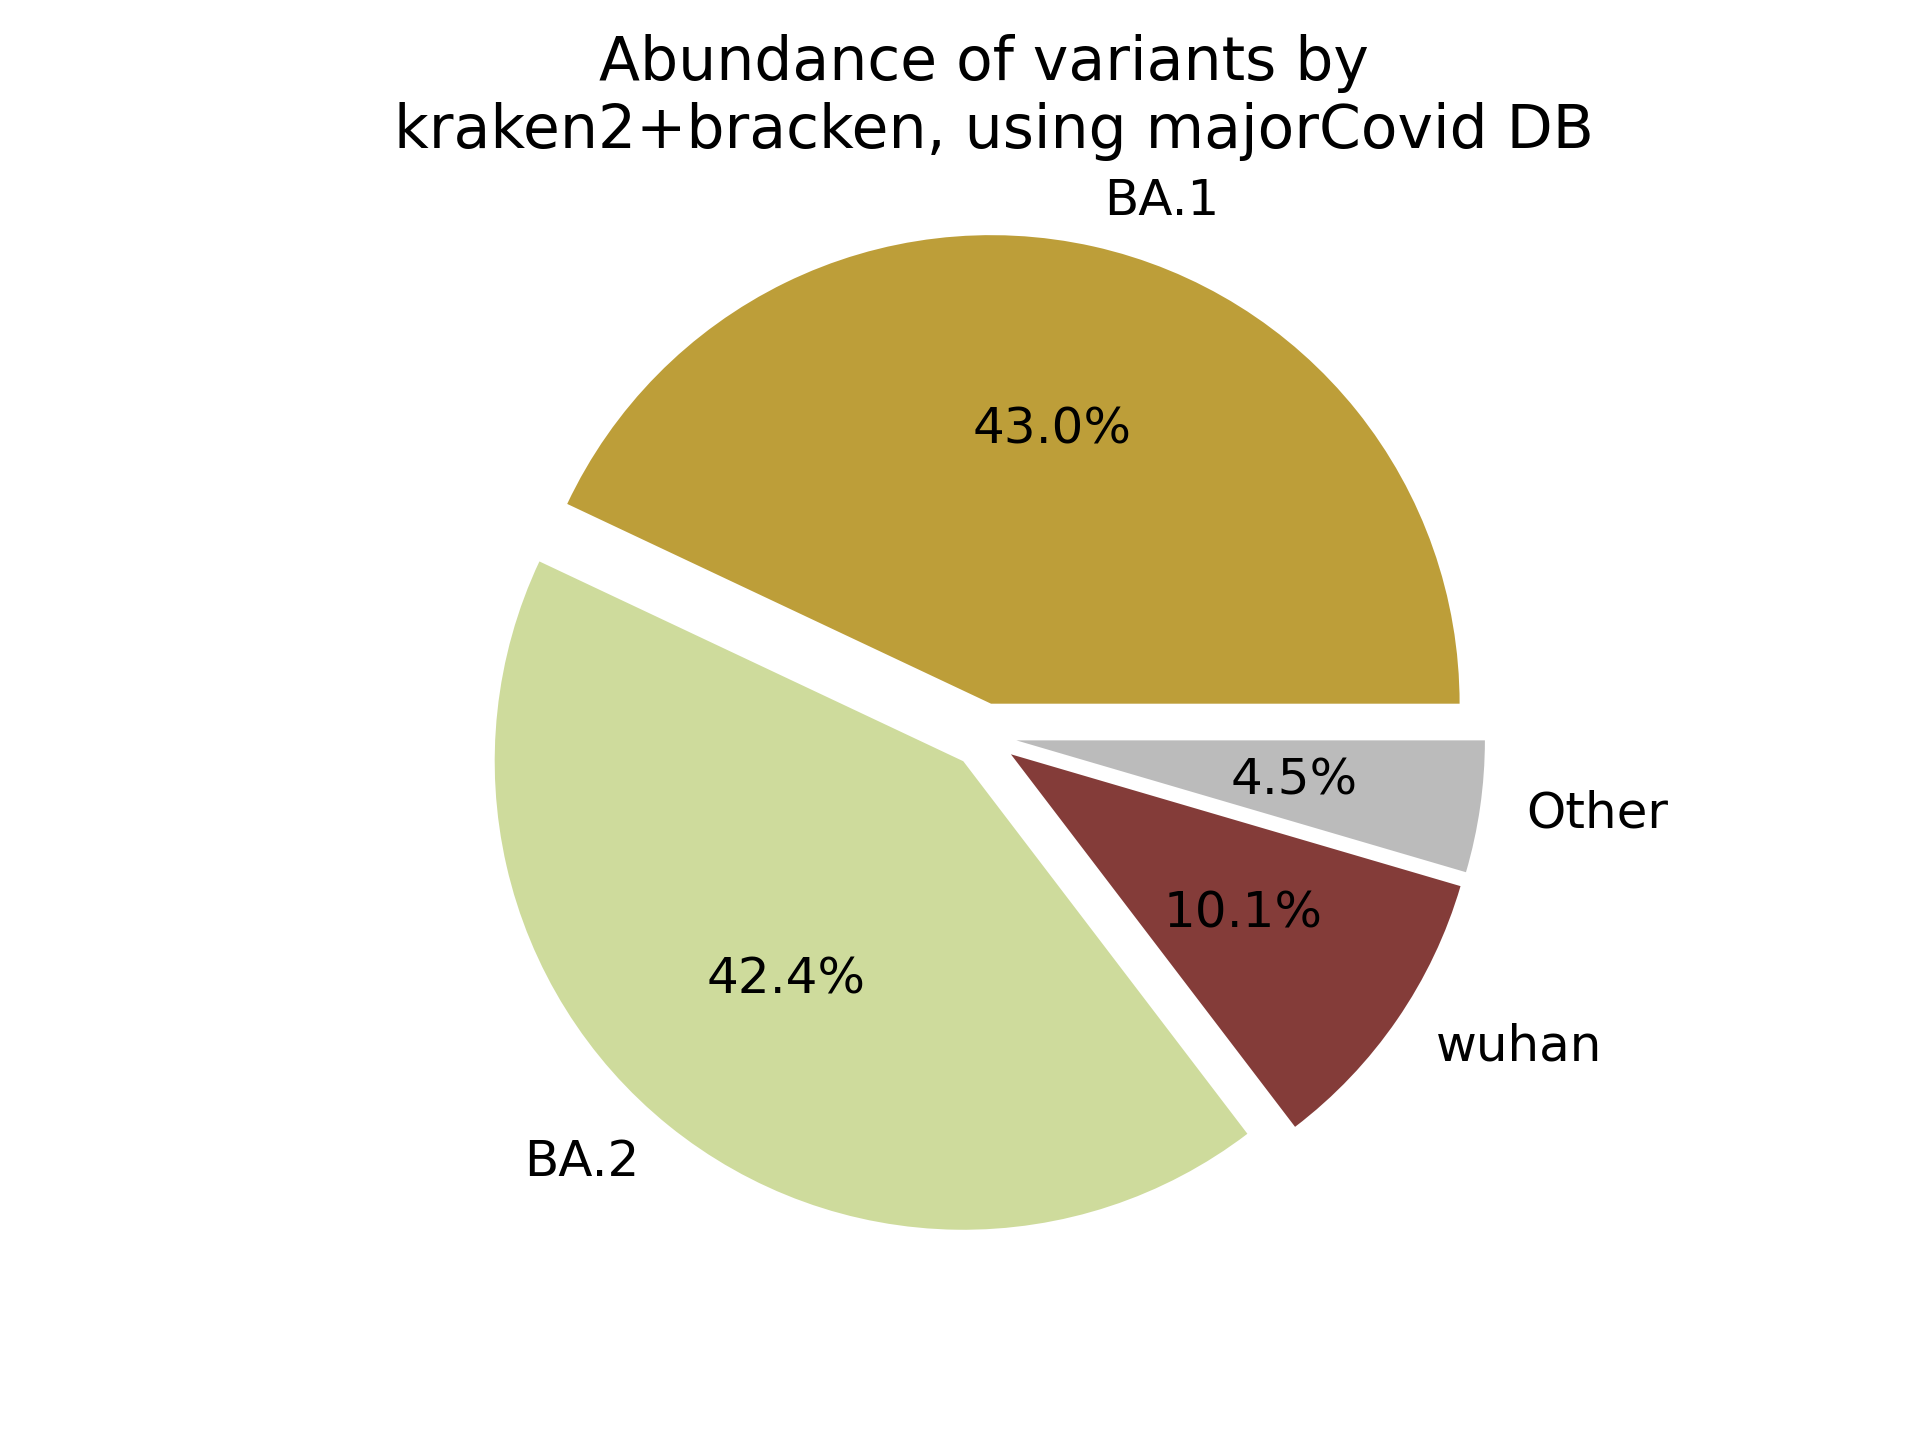 Abundance of variants by
kraken2+bracken, using majorCovid DB
BA.1
43.0%
4.5%
Other
10.1%
42.4%
wuhan
BA.2